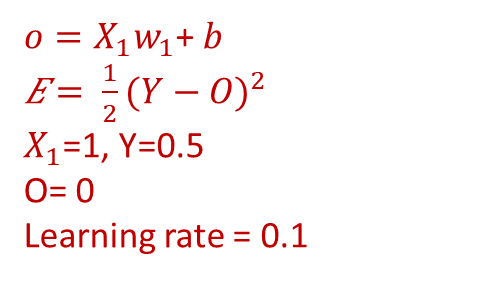 o = X₁w₁+ b
E = ½(Y − O)²
X₁=1, Y=0.5
O= 0
Learning rate = 0.1